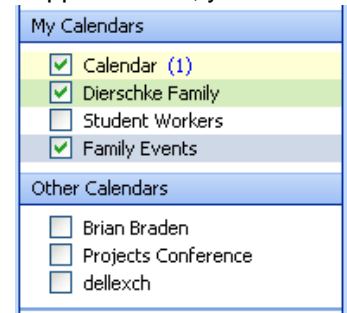 My Calendars
Calendar (1)
Dierschke Family
Student Workers
Family Events
Other Calendars
Brian Braden
Projects Conference
dellexch